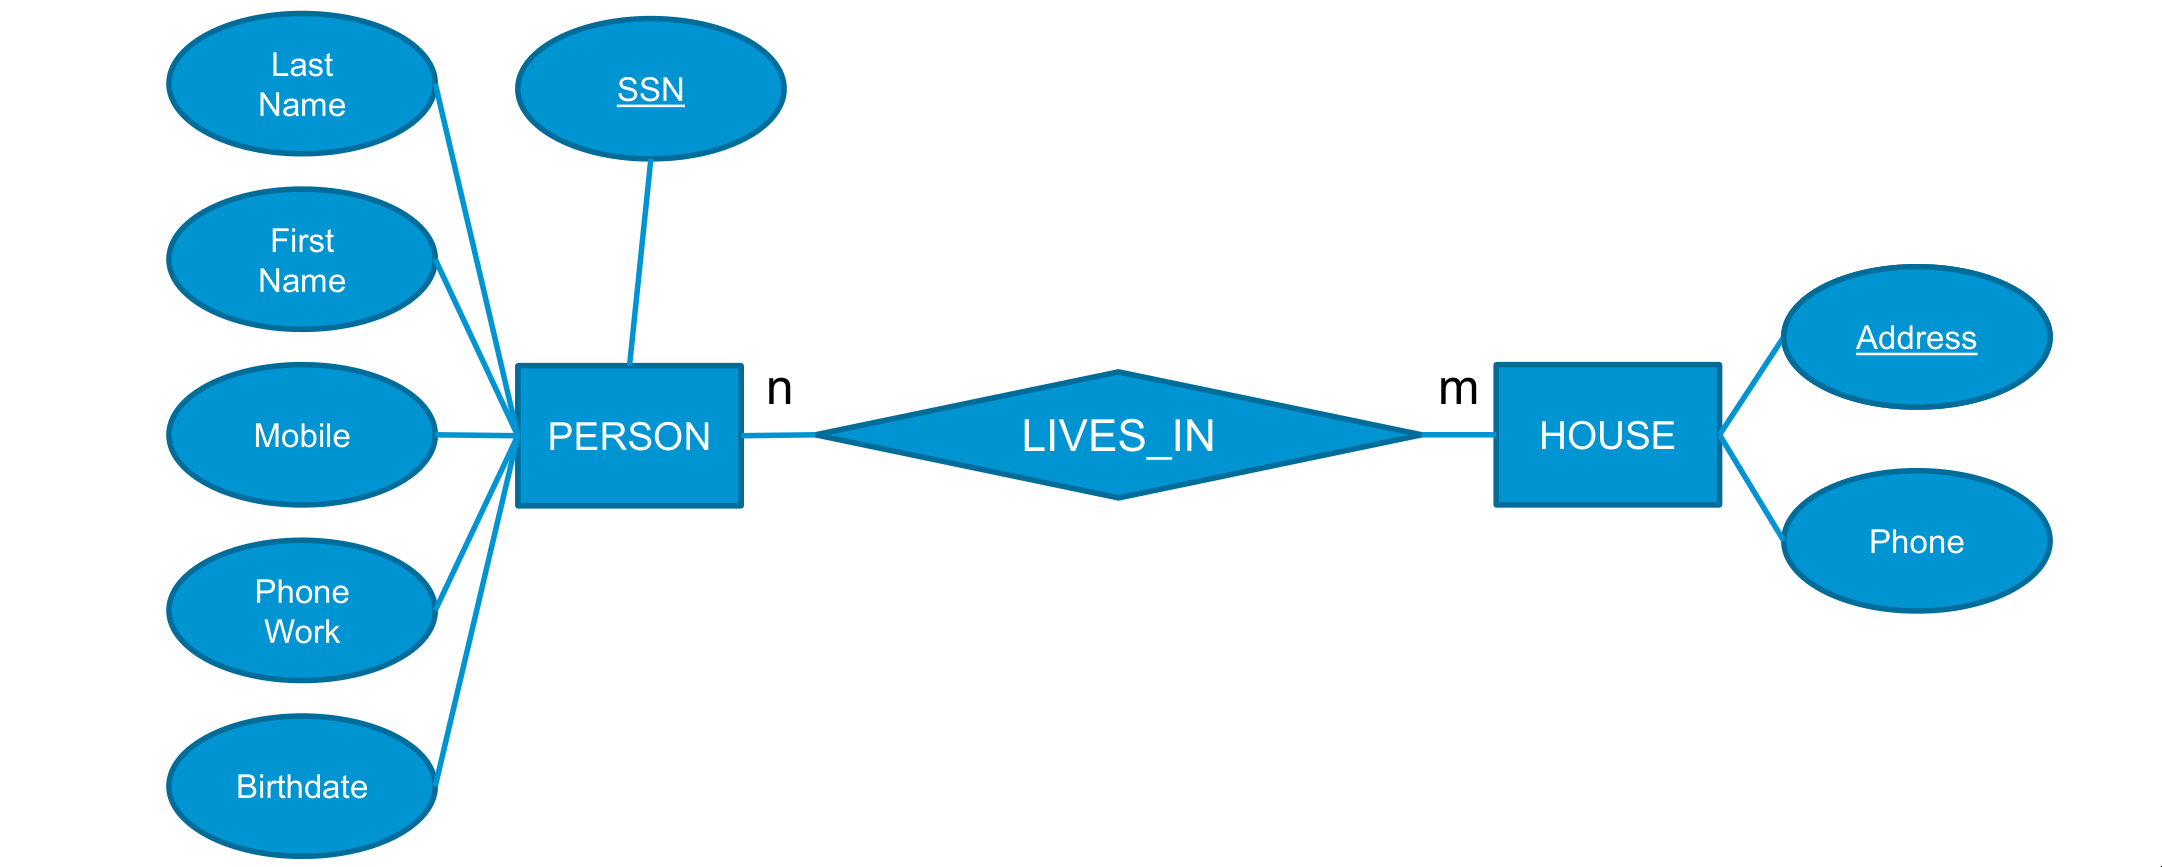 Last
Name
SSN
First
Name
Mobile
PERSON
n
LIVES_IN
m
HOUSE
Address
Phone
Phone
Work
Birthdate